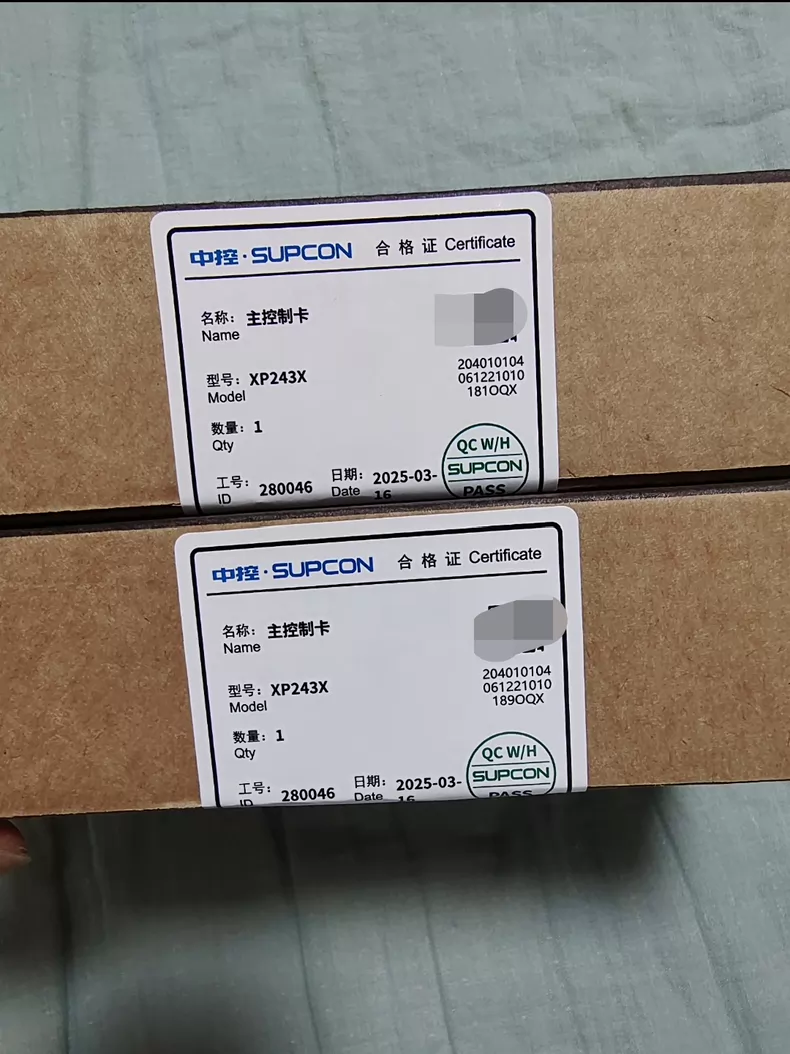 中控·SUPCON 合格证 Certificate
名称: 主控制卡
Name
型号: XP243X
Model
数量: 1
Qty
工号: 280046
ID
日期: 2025-03-
Date 16
204010104
061221010
181OQX
QC W/H
SUPCON
PASS
中控·SUPCON 合格证 Certificate
名称: 主控制卡
Name
型号: XP243X
Model
数量: 1
Qty
工号: 280046
ID
日期: 2025-03-
Date 16
204010104
061221010
189OQX
QC W/H
SUPCON
PASS